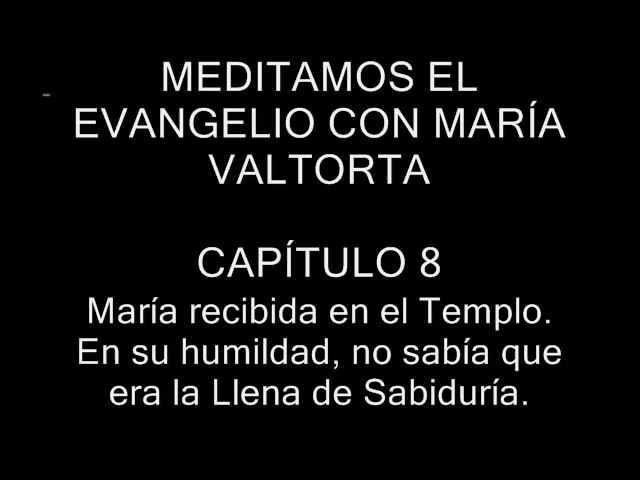 MEDITAMOS EL
EVANGELIO CON MARÍA
VALTORTA
CAPÍTULO 8
María recibida en el Templo.
En su humildad, no sabía que
era la Llena de Sabiduría.